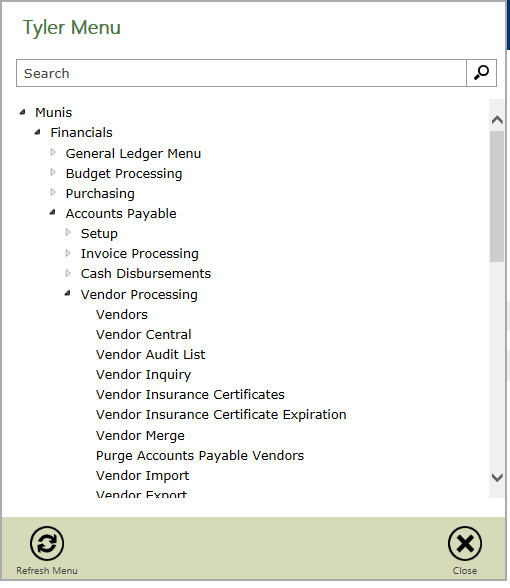 Tyler Menu
Search
Munis
Financials
General Ledger Menu
Budget Processing
Purchasing
Accounts Payable
Setup
Invoice Processing
Cash Disbursements
Vendor Processing
Vendors
Vendor Central
Vendor Audit List
Vendor Inquiry
Vendor Insurance Certificates
Vendor Insurance Certificate Expiration
Vendor Merge
Purge Accounts Payable Vendors
Vendor Import
Vendor Export
Refresh Menu
Close